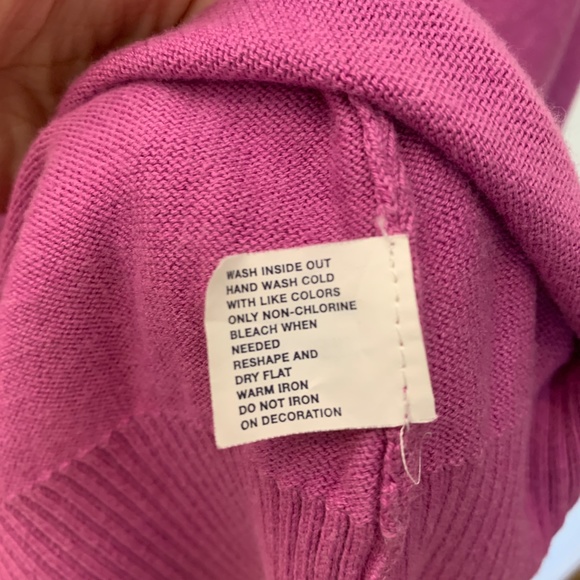 WASH INSIDE OUT
HAND WASH COLD
WITH LIKE COLORS
ONLY NON-CHLORINE
BLEACH WHEN
NEEDED
RESHAPE AND
DRY FLAT
WARM IRON
DO NOT IRON
ON DECORATION